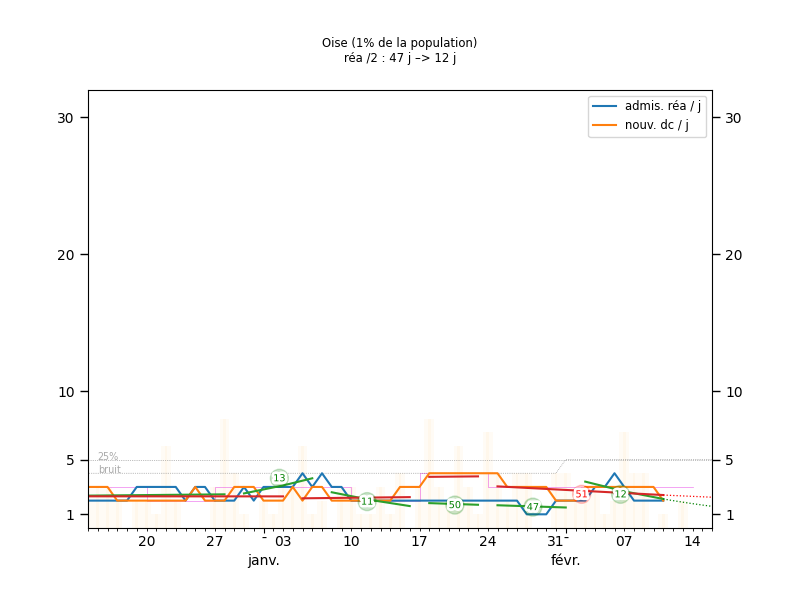 Oise (1% de la population)
réa /2 : 47 j –> 12 j
admis. réa / j
nouv. dc / j
30 30
20 20
10 10
5 5
1 1
25%
bruit
13
11
50
47
51
12
20 27 - 03 10 17 24 31 - 07 14
janv. févr.